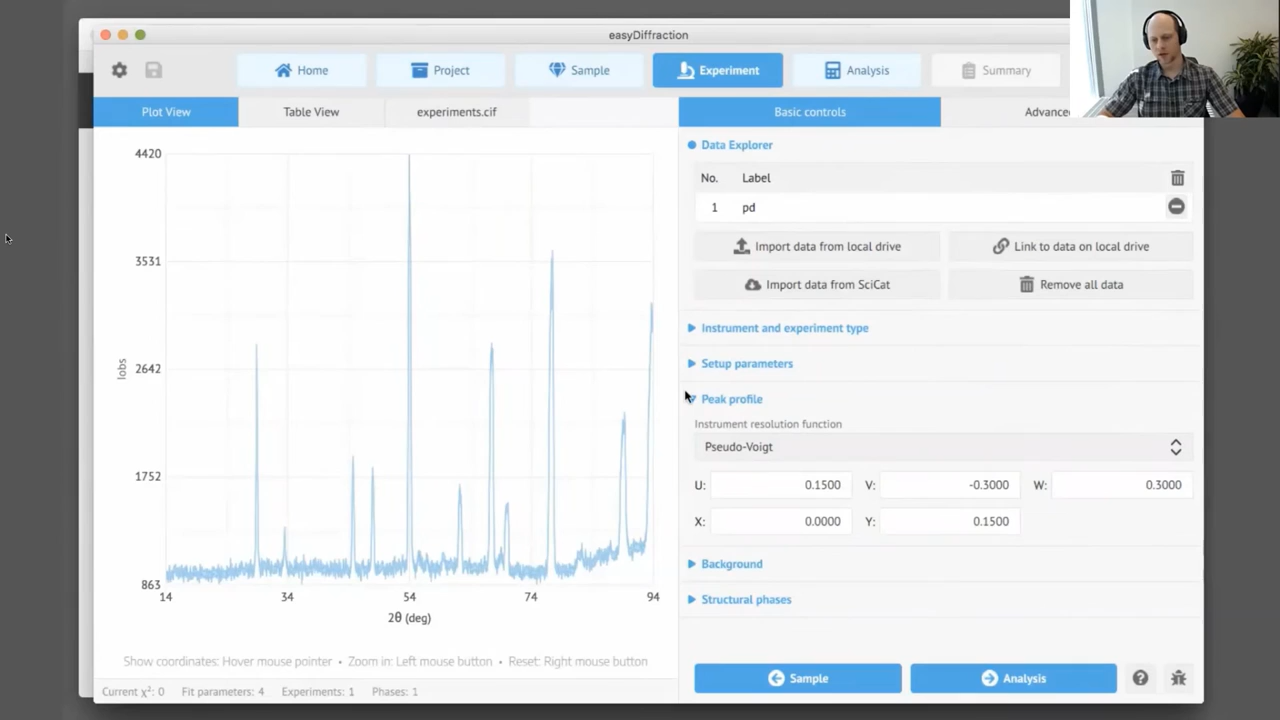 easyDiffraction
Home
Project
Sample
Experiment
Analysis
Summary
Plot View
Table View
experiments.cif
Basic controls
Advanc
4420
3531
2642
1752
863
Iobs
14
34
54
74
94
2θ (deg)
Show coordinates: Hover mouse pointer • Zoom in: Left mouse button • Reset: Right mouse button
Current χ²: 0 Fit parameters: 4 Experiments: 1 Phases: 1
Data Explorer
No. Label
1 pd
Import data from local drive
Link to data on local drive
Import data from SciCat
Remove all data
Instrument and experiment type
Setup parameters
Peak profile
Instrument resolution function
Pseudo-Voigt
U: 0.1500 V: -0.3000 W: 0.3000
X: 0.0000 Y: 0.1500
Background
Structural phases
Sample
Analysis